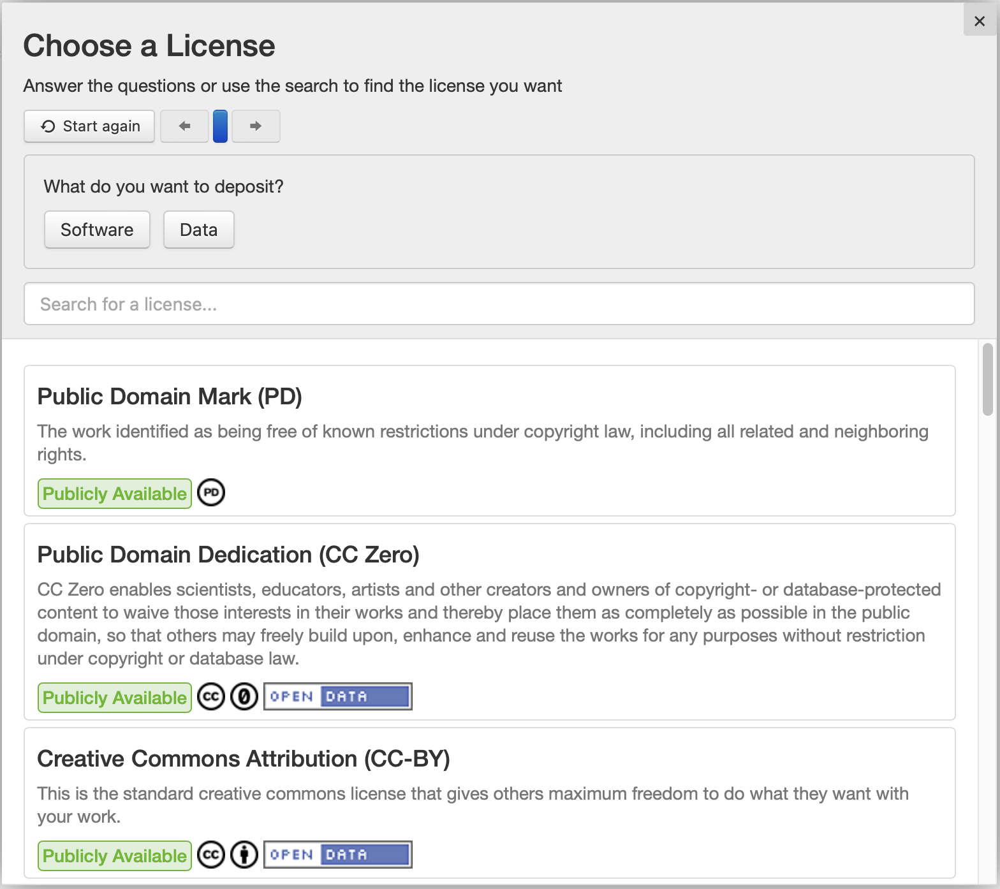 ×
Choose a License
Answer the questions or use the search to find the license you want
Start again
What do you want to deposit?
Software Data
Search for a license...
Public Domain Mark (PD)
The work identified as being free of known restrictions under copyright law, including all related and neighboring
rights.
Publicly Available PD
Public Domain Dedication (CC Zero)
CC Zero enables scientists, educators, artists and other creators and owners of copyright- or database-protected
content to waive those interests in their works and thereby place them as completely as possible in the public
domain, so that others may freely build upon, enhance and reuse the works for any purposes without restriction
under copyright or database law.
Publicly Available CC 0 OPEN DATA
Creative Commons Attribution (CC-BY)
This is the standard creative commons license that gives others maximum freedom to do what they want with
your work.
Publicly Available CC OPEN DATA